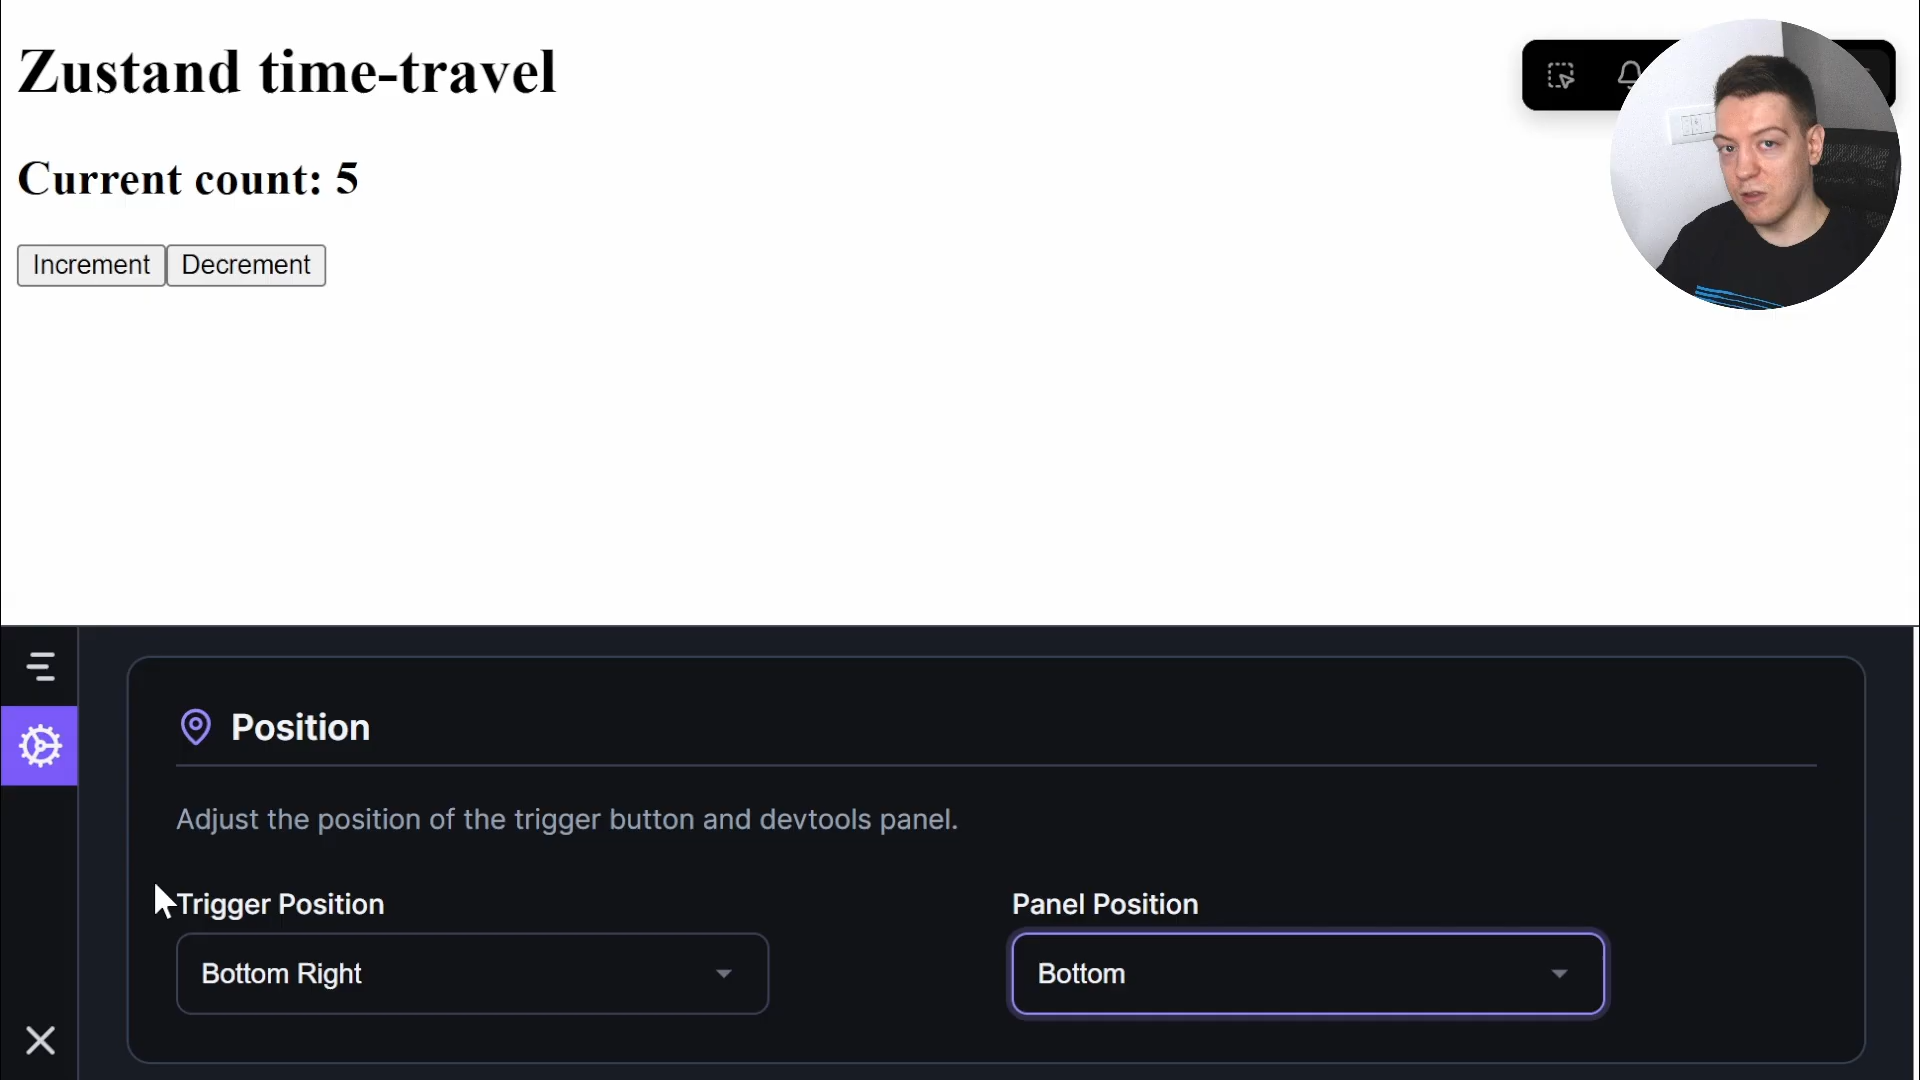 Zustand time-travel
Current count: 5
Increment Decrement
Position
Adjust the position of the trigger button and devtools panel.
Trigger Position Panel Position
Bottom Right Bottom